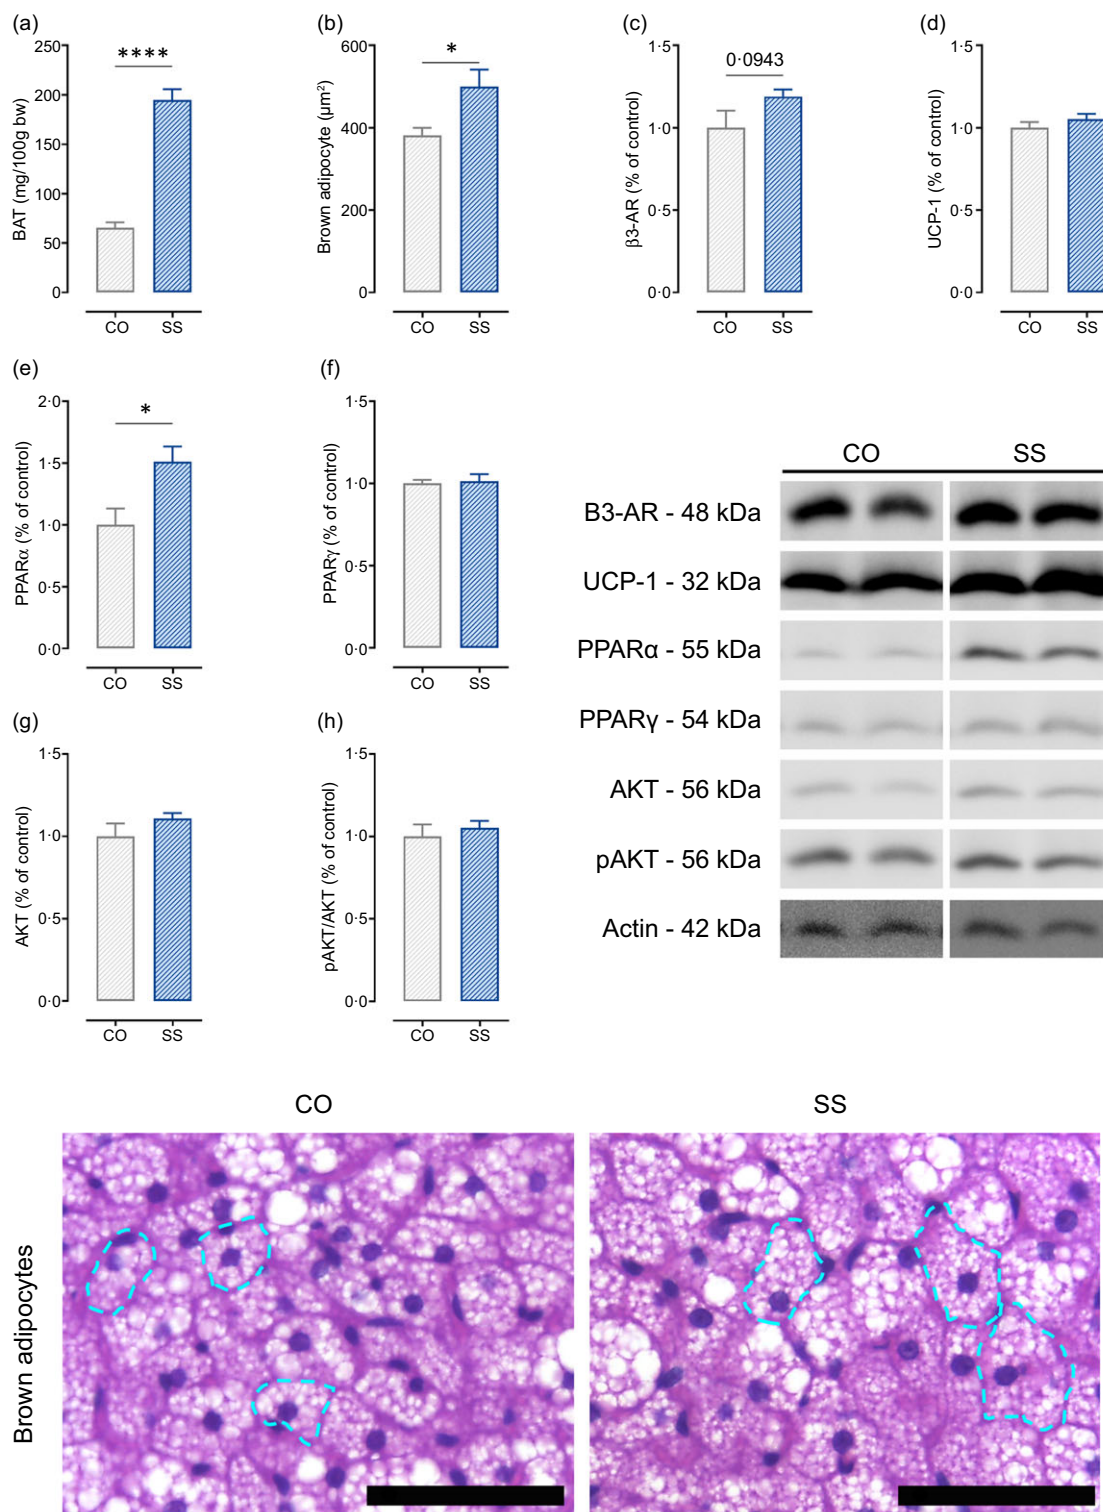 (a)
250
200
150
100
50
0
BAT (mg/100g bw)
****
CO SS
(b)
600
400
200
0
Brown adipocyte (µm²)
*
CO SS
(c)
1·5
1·0
0·5
0·0
β3-AR (% of control)
0·0943
CO SS
(d)
1·5
1·0
0·5
0·0
UCP-1 (% of control)
CO SS
(e)
2·0
1·5
1·0
0·5
0·0
PPARα (% of control)
*
CO SS
(f)
1·5
1·0
0·5
0·0
PPARγ (% of control)
CO SS
(g)
1·5
1·0
0·5
0·0
AKT (% of control)
CO SS
(h)
1·5
1·0
0·5
0·0
pAKT/AKT (% of control)
CO SS
CO SS
B3-AR - 48 kDa
UCP-1 - 32 kDa
PPARα - 55 kDa
PPARγ - 54 kDa
AKT - 56 kDa
pAKT - 56 kDa
Actin - 42 kDa
CO SS
Brown adipocytes